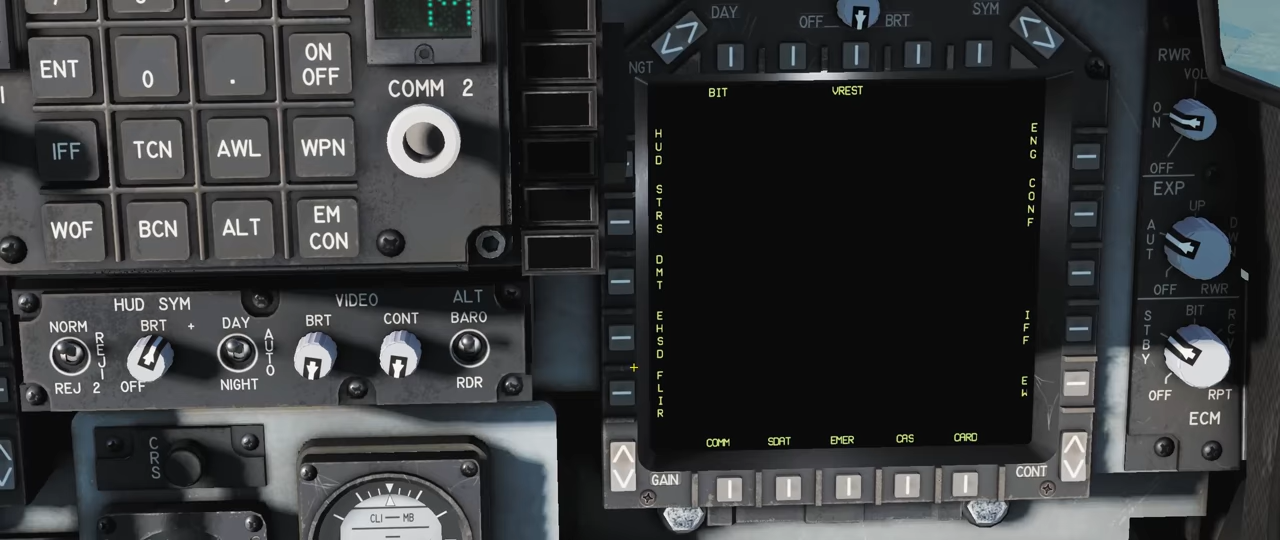 ENT
0
.
ON
OFF
COMM 2
IFF
TCN
AWL
WPN
WOF
BCN
ALT
EM
CON
HUD SYM
VIDEO
ALT
NORM
REJ 1
BRT
+
DAY
AUTO
BRT
CONT
BARO
REJ 2
OFF
NIGHT
RDR
CRS
CLI
MB
DAY
OFF
BRT
SYM
NGT
BIT
VREST
HUD
STRS
DMT
EHSD
FLIR
ENG
CONF
IFF
EW
COMM
SDAT
EMER
CAS
CARD
GAIN
CONT
RWR
VOL
ON
OFF
EXP
UP
AUT
DWN
OFF
RWR
BIT
STBY
RCV
OFF
RPT
ECM